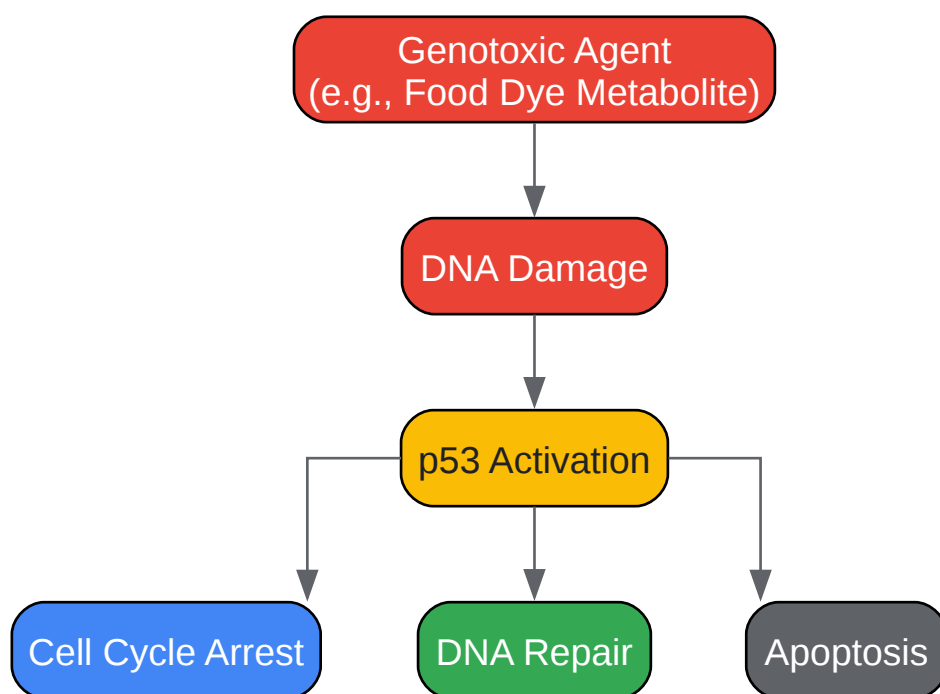 Genotoxic Agent
(e.g., Food Dye Metabolite)
DNA Damage
p53 Activation
Cell Cycle Arrest
DNA Repair
Apoptosis